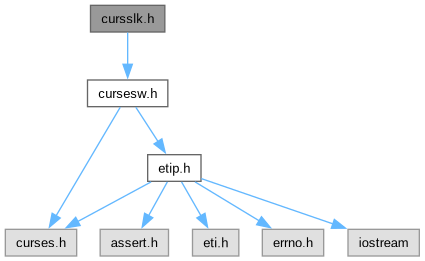 cursslk.h
cursesw.h
etip.h
curses.h
assert.h
eti.h
errno.h
iostream